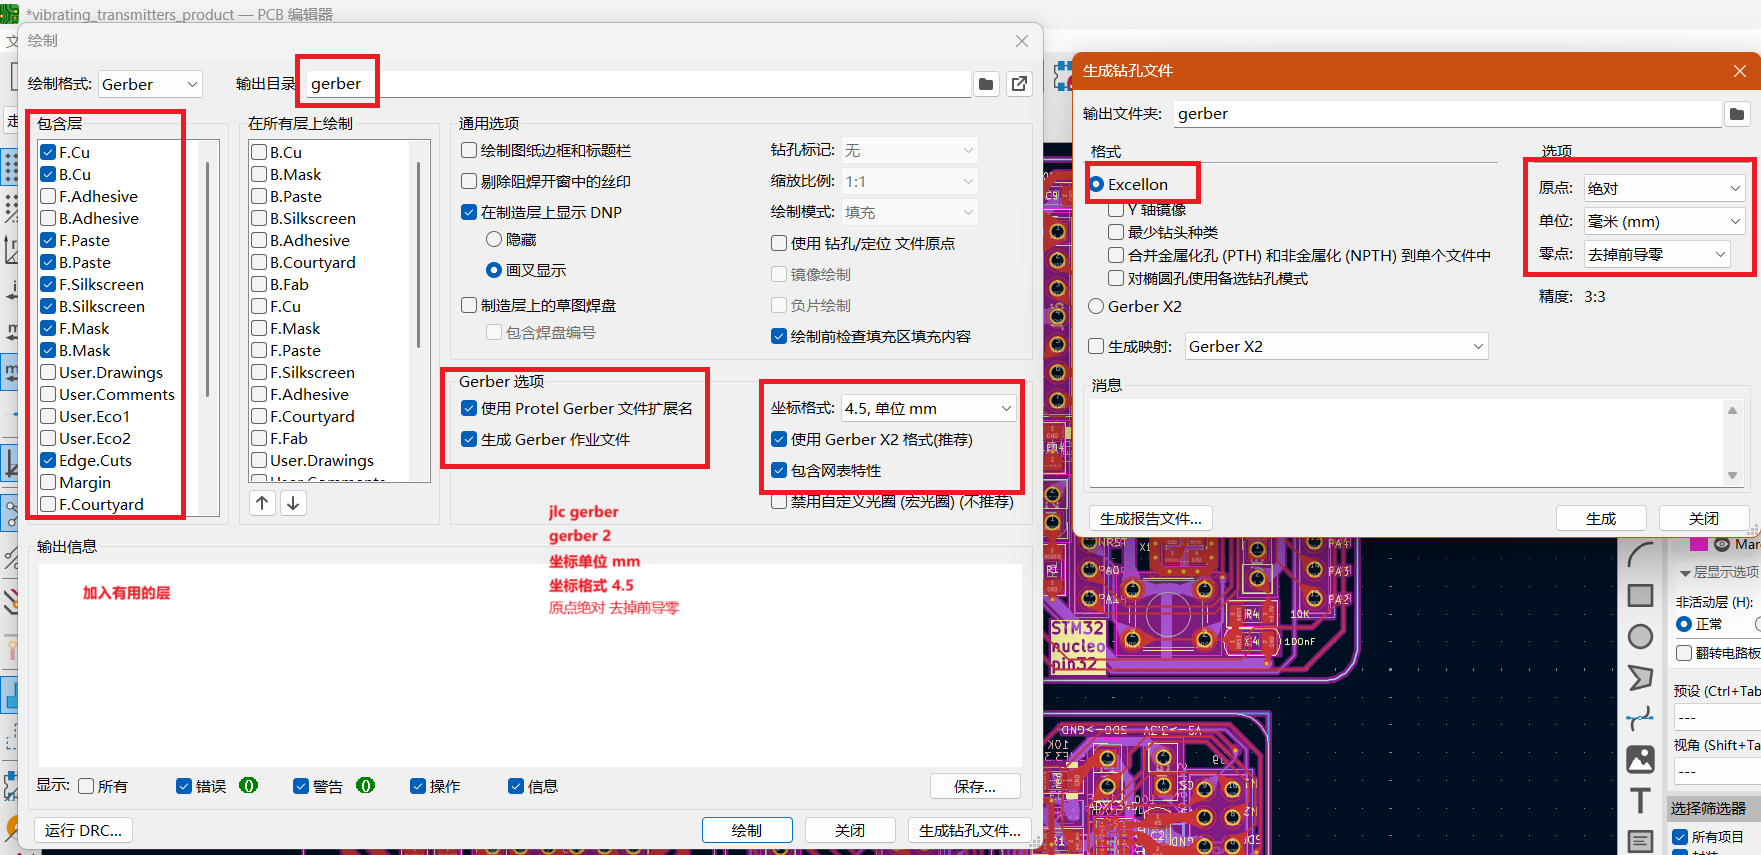 *vibrating_transmitters_product — PCB 编辑器
绘制
绘制格式: Gerber
输出目录 gerber
包含层
F.Cu
B.Cu
F.Adhesive
B.Adhesive
F.Paste
B.Paste
F.Silkscreen
B.Silkscreen
F.Mask
B.Mask
User.Drawings
User.Comments
User.Eco1
User.Eco2
Edge.Cuts
Margin
F.Courtyard
在所有层上绘制
B.Cu
B.Mask
B.Paste
B.Silkscreen
B.Adhesive
B.Courtyard
B.Fab
F.Cu
F.Mask
F.Paste
F.Silkscreen
F.Adhesive
F.Courtyard
F.Fab
User.Drawings
通用选项
绘制图纸边框和标题栏
剔除阻焊开窗中的丝印
在制造层上显示 DNP
隐藏
画叉显示
制造层上的草图焊盘
包含焊盘编号
钻孔标记: 无
缩放比例: 1:1
绘制模式: 填充
使用 钻孔/定位 文件原点
镜像绘制
负片绘制
绘制前检查填充区填充内容
Gerber 选项
使用 Protel Gerber 文件扩展名
生成 Gerber 作业文件
坐标格式: 4.5, 单位 mm
使用 Gerber X2 格式(推荐)
包含网表特性
禁用自定义光圈 (宏光圈) (不推荐)
jlc gerber
gerber 2
坐标单位 mm
坐标格式 4.5
原点绝对 去掉前导零
输出信息
加入有用的层
显示: 所有 错误 0 警告 0 操作 信息
保存...
运行 DRC...
绘制
关闭
生成钻孔文件...
生成钻孔文件
输出文件夹: gerber
格式
Excellon
Y 轴镜像
最少钻头种类
合并金属化孔 (PTH) 和非金属化 (NPTH) 到单个文件中
对椭圆孔使用备选钻孔模式
Gerber X2
生成映射: Gerber X2
选项
原点: 绝对
单位: 毫米 (mm)
零点: 去掉前导零
精度: 3:3
消息
生成报告文件...
生成
关闭
NRST
PA3
PA2
R4
10K
100nF
STM32
nucleo
pin32
GND
Mar
层显示选项
非活动层 (H):
正常
翻转电路板
预设 (Ctrl+Tab
---
视角 (Shift+Ta
---
选择筛选器
所有项目